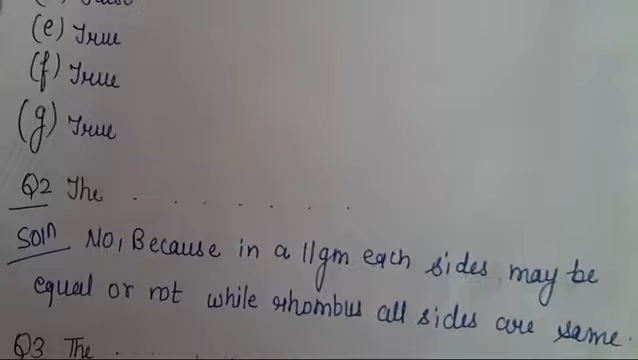 (e) True
(f) True
(g) True
Q2 The . . . . . . .
Soln No, Because in a llgm each sides may be
equal or not while rhombus all sides are same.
Q3 The . . .